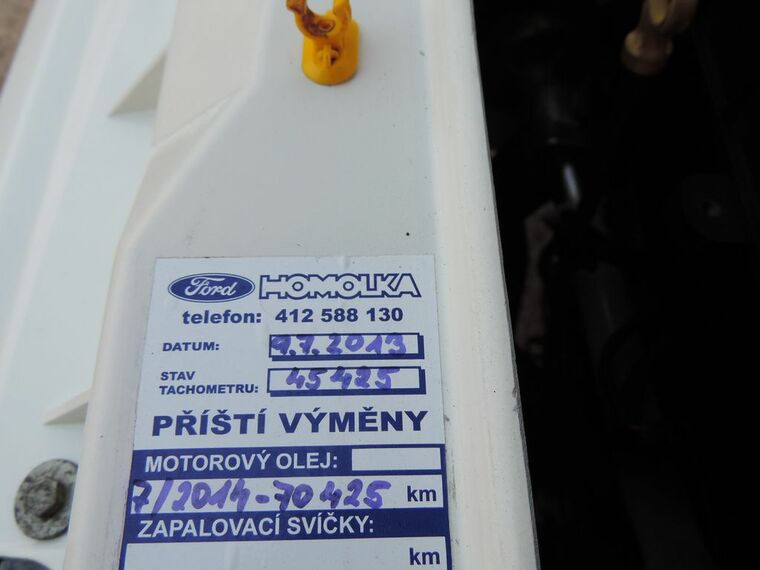 Ford HOMOLKA
telefon: 412 588 130
DATUM: 9.7.2013
STAV
TACHOMETRU: 45425
PŘÍŠTÍ VÝMĚNY
MOTOROVÝ OLEJ:
7/2014-70425 km
ZAPALOVACÍ SVÍČKY:
km